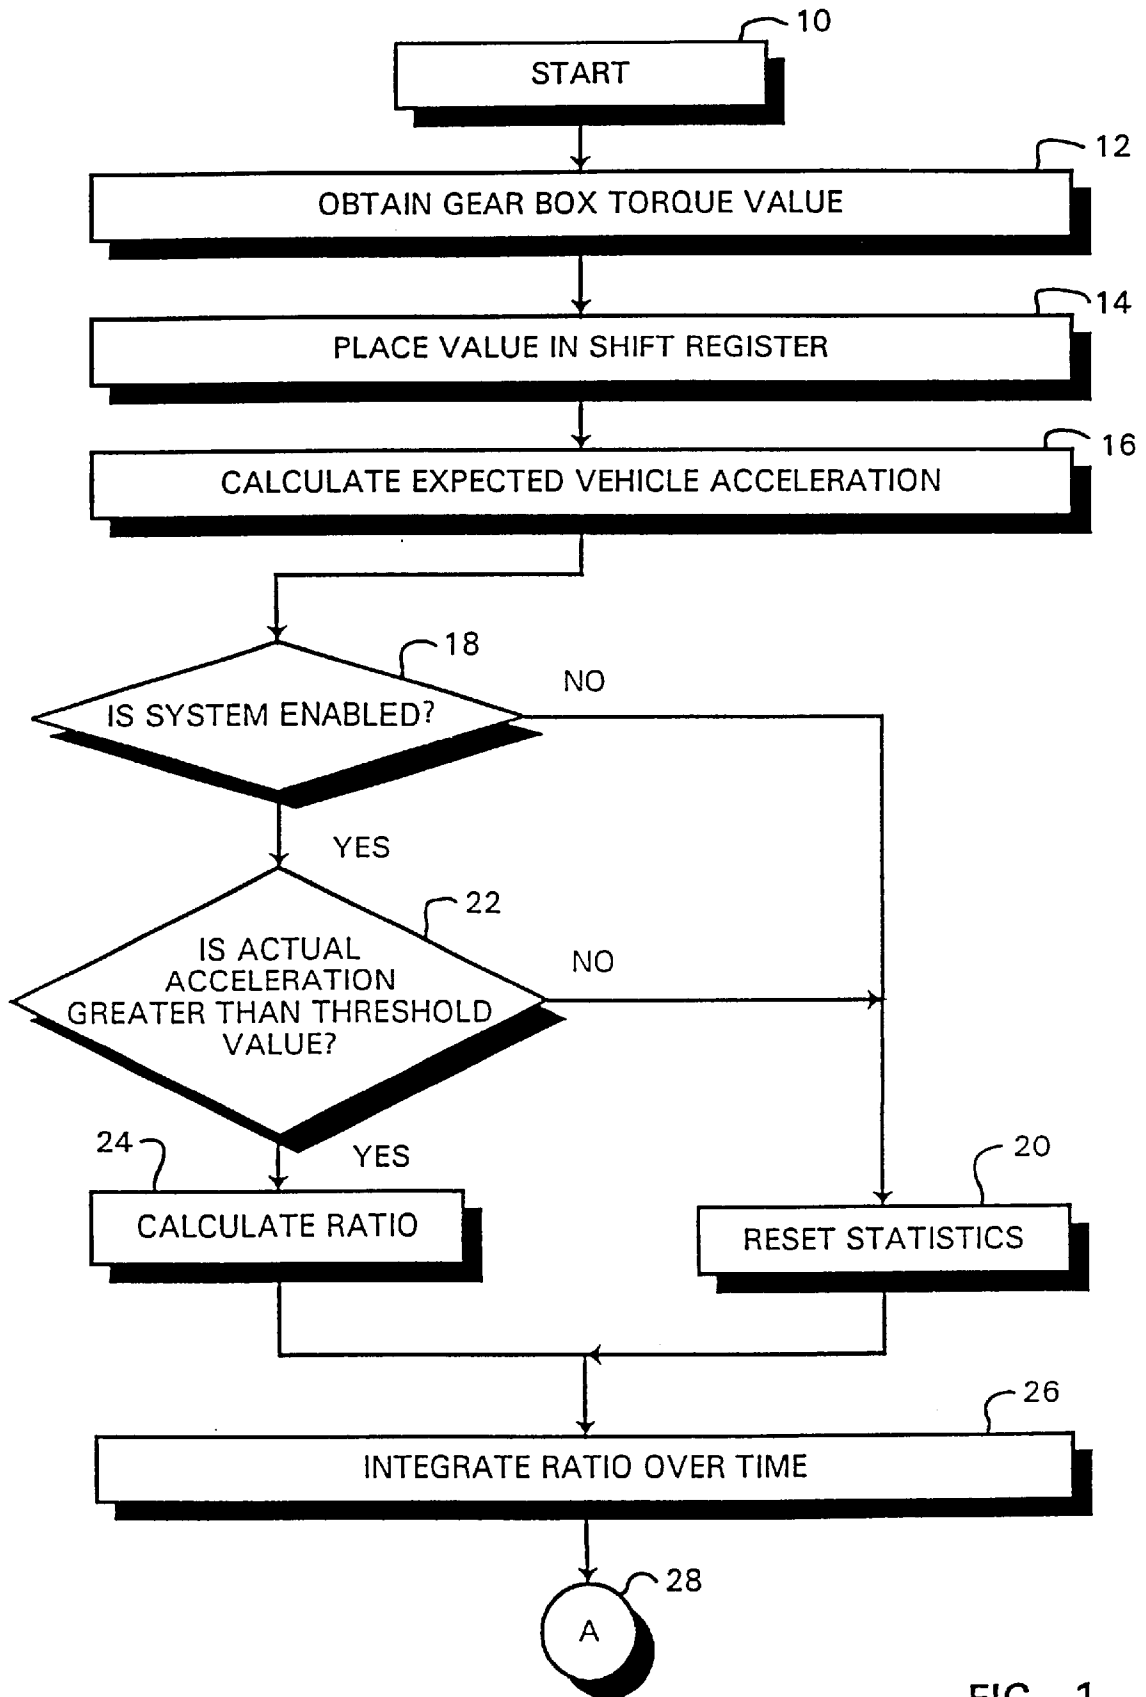 10
START
12
OBTAIN GEAR BOX TORQUE VALUE
14
PLACE VALUE IN SHIFT REGISTER
16
CALCULATE EXPECTED VEHICLE ACCELERATION
18
NO
IS SYSTEM ENABLED?
YES
22
IS ACTUAL
ACCELERATION
GREATER THAN THRESHOLD
VALUE?
NO
24
YES
20
CALCULATE RATIO
RESET STATISTICS
26
INTEGRATE RATIO OVER TIME
28
A
FIG. 1